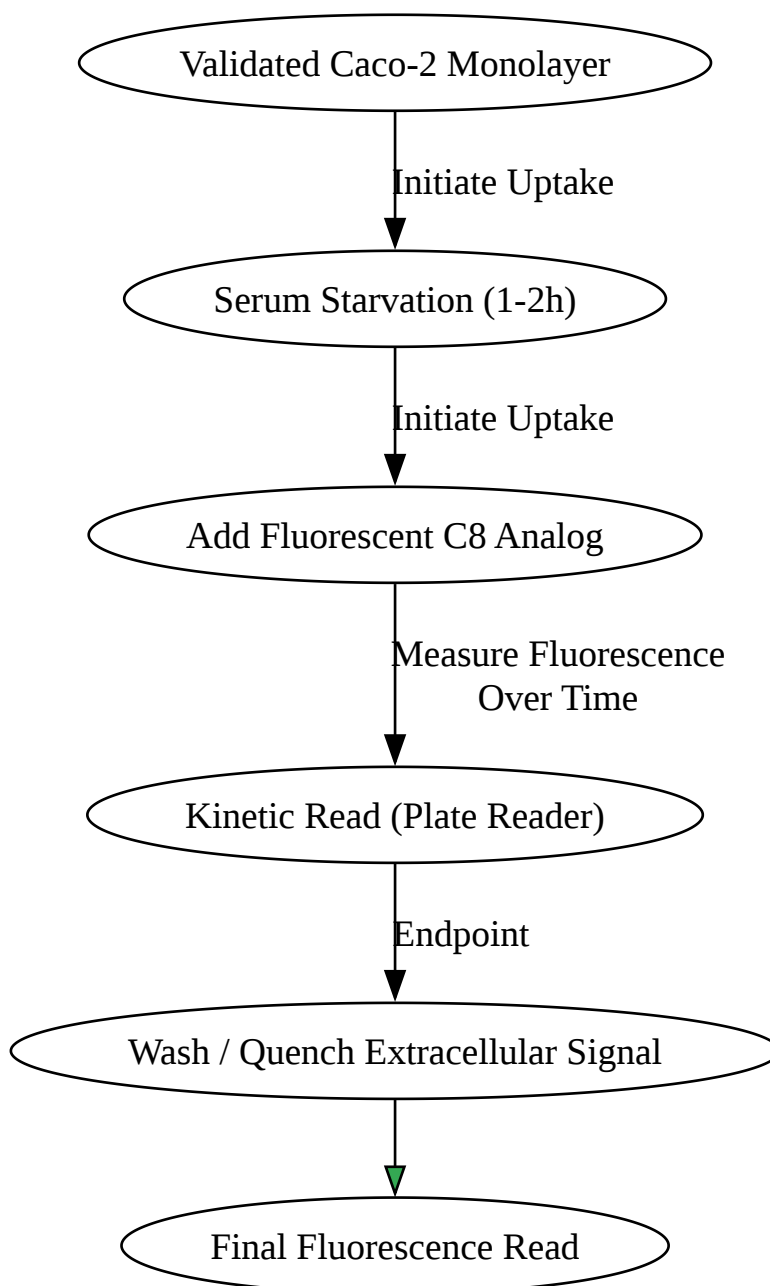 Validated Caco-2 Monolayer
Initiate Uptake
Serum Starvation (1-2h)
Initiate Uptake
Add Fluorescent C8 Analog
Measure Fluorescence
Over Time
Kinetic Read (Plate Reader)
Endpoint
Wash / Quench Extracellular Signal
Final Fluorescence Read